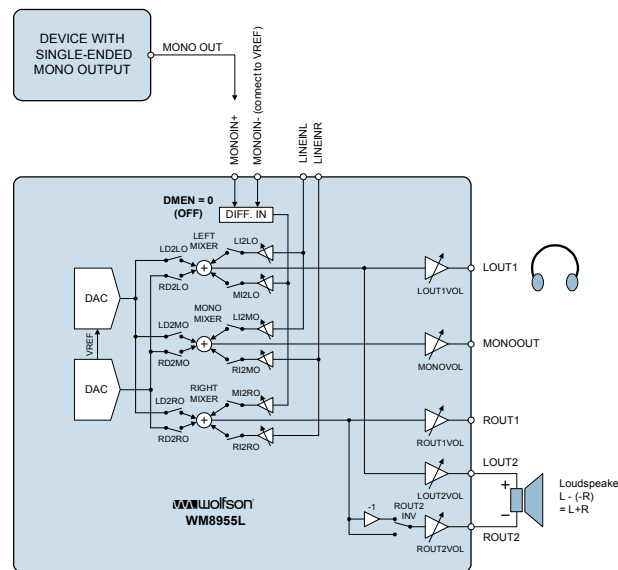 DEVICE WITH
SINGLE-ENDED
MONO OUTPUT
MONO OUT
MONOIN+
MONOIN- (connect to VREF)
LINEINL
LINEINR
DMEN = 0
(OFF)
DIFF. IN
LEFT
MIXER
LD2LO
RD2LO
LI2LO
MI2LO
LOUT1VOL
LOUT1
DAC
VREF
DAC
MONO
MIXER
LD2MO
RD2MO
LI2MO
RI2MO
MONOVOL
MONOOUT
RIGHT
MIXER
LD2RO
RD2RO
MI2RO
RI2RO
ROUT1VOL
ROUT1
LOUT2
LOUT2VOL
-1
ROUT2
INV
ROUT2VOL
ROUT2
+
–
Loudspeake
L - (-R)
= L+R
wolfson
WM8955L